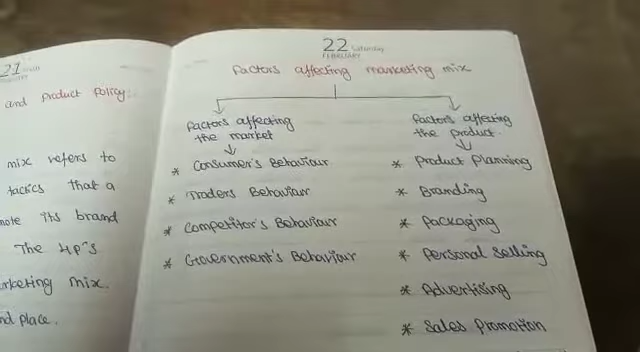 21
FEBRUARY
and product policy:
mix refers to
tactics that a
mote its brand
The 4p's
arketing mix.
nd place.
22 Saturday
FEBRUARY
Factors affecting marketing mix
Factors affecting
the market
* Consumer's Behaviour
* Traders Behaviour
* Competitor's Behaviour
* Government's Behaviour
Factors affecting
the product
* Product planning
* Branding
* Packaging
* Personal selling
* Advertising
* Sales promotion